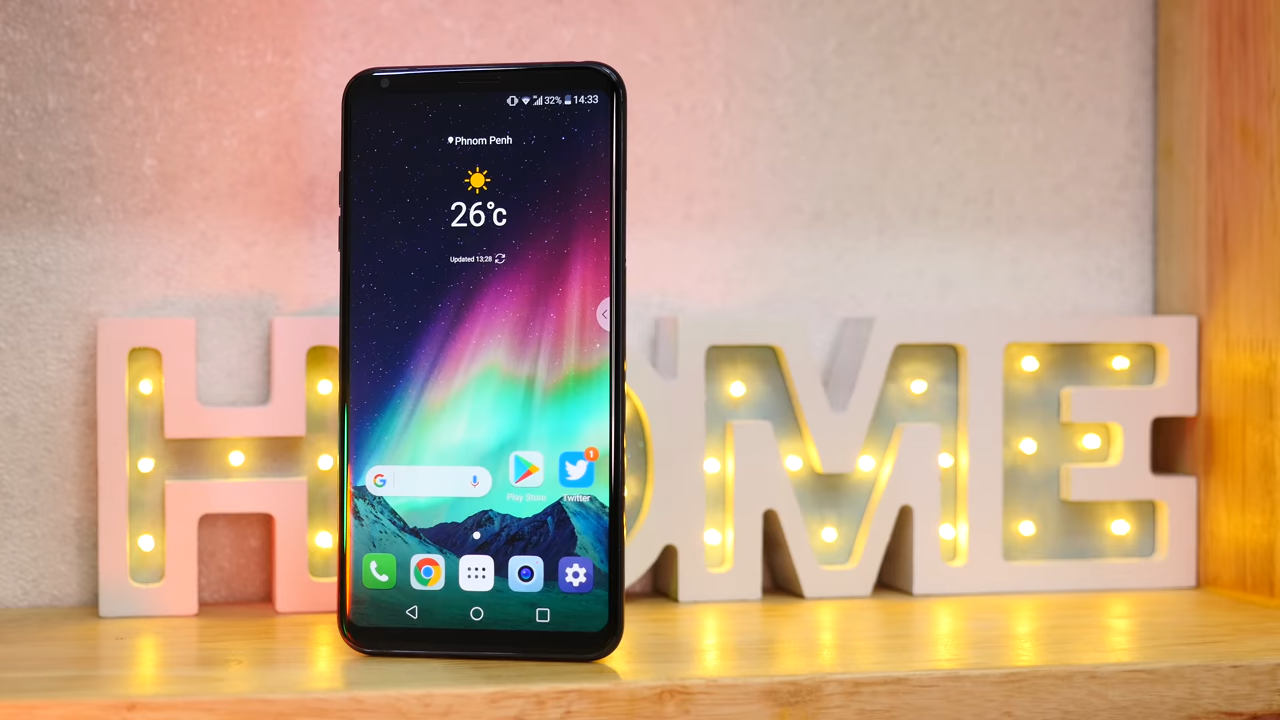 32% 14:33
Phnom Penh
26°c
Updated 13:28
G
Play Store
Twitter
1
HOME